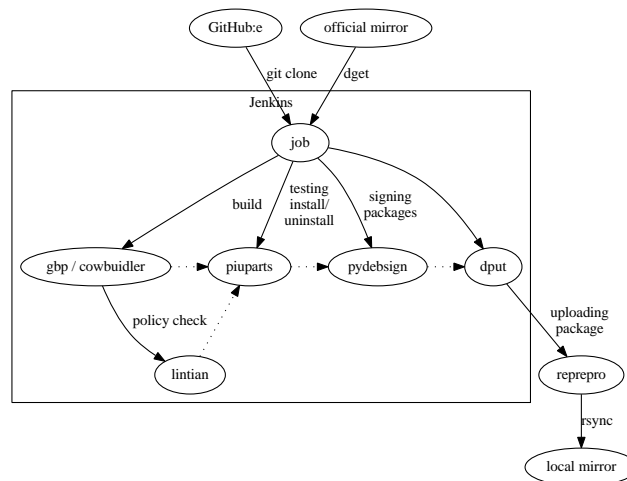 GitHub:e
official mirror
git clone
dget
Jenkins
job
build
testing
install/
uninstall
signing
packages
gbp / cowbuidler
piuparts
pydebsign
dput
policy check
uploading
package
lintian
reprepro
rsync
local mirror